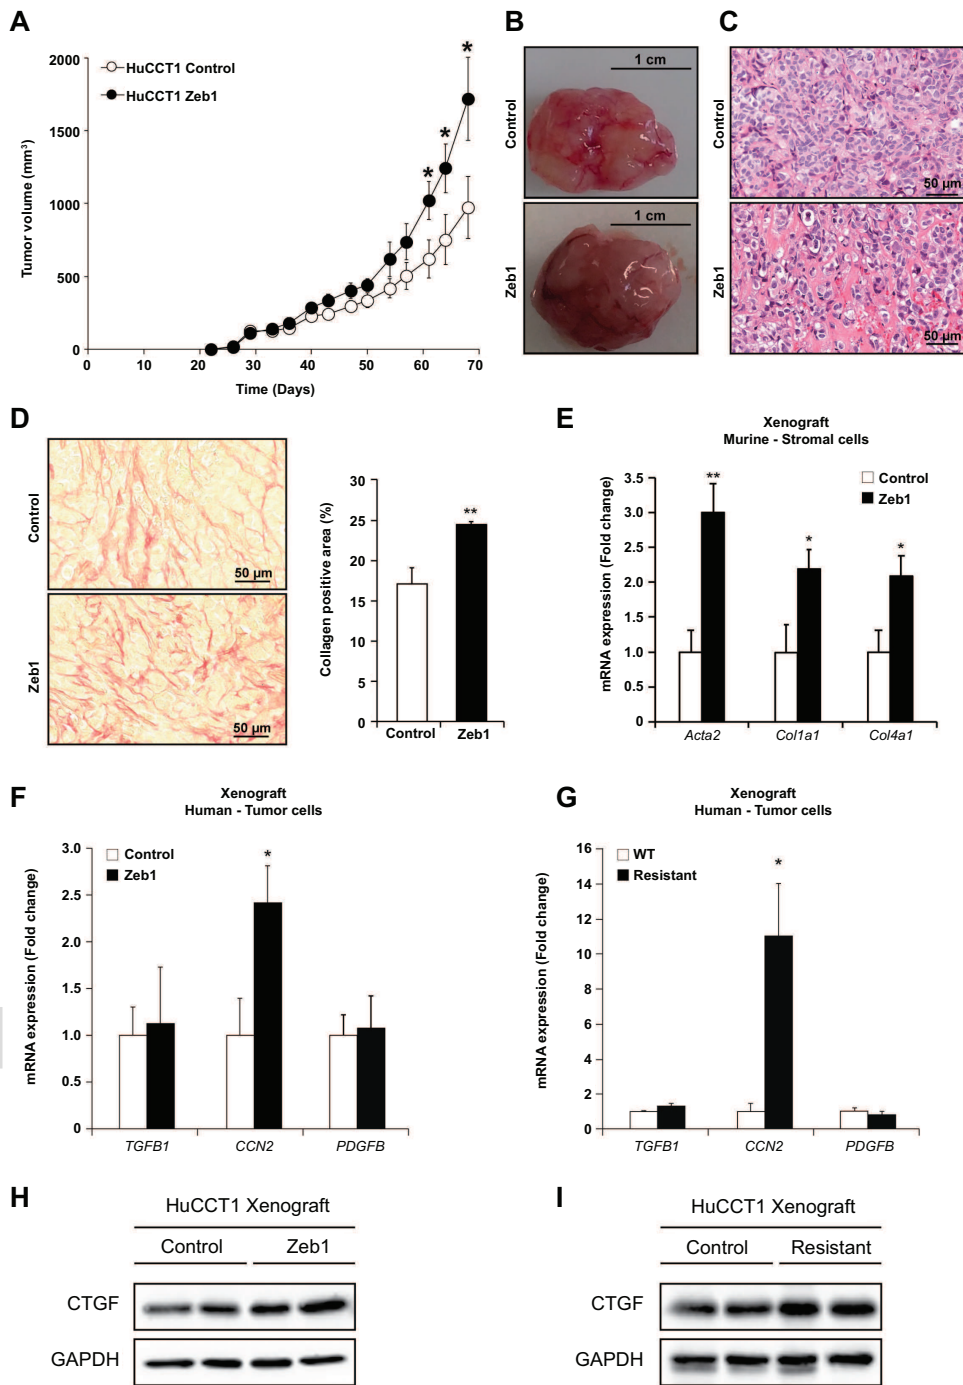 A
2000
1500
1000
500
0
Tumor volume (mm³)
HuCCT1 Control
HuCCT1 Zeb1
*
*
*
0 10 20 30 40 50 60 70
Time (Days)
B
Control
1 cm
Zeb1
1 cm
C
Control
50 µm
Zeb1
50 µm
D
Control
50 µm
Zeb1
50 µm
Collagen positive area (%)
30
25
20
15
10
5
0
**
Control Zeb1
E
Xenograft
Murine - Stromal cells
mRNA expression (Fold change)
3.5
3.0
2.5
2.0
1.5
1.0
0.5
0
Control
Zeb1
**
*
*
Acta2 Col1a1 Col4a1
F
Xenograft
Human - Tumor cells
mRNA expression (Fold change)
3.0
2.5
2.0
1.5
1.0
0.5
0
Control
Zeb1
*
TGFB1 CCN2 PDGFB
G
Xenograft
Human - Tumor cells
mRNA expression (Fold change)
16
14
12
10
8
6
4
2
0
WT
Resistant
*
TGFB1 CCN2 PDGFB
H
HuCCT1 Xenograft
Control Zeb1
CTGF
GAPDH
I
HuCCT1 Xenograft
Control Resistant
CTGF
GAPDH